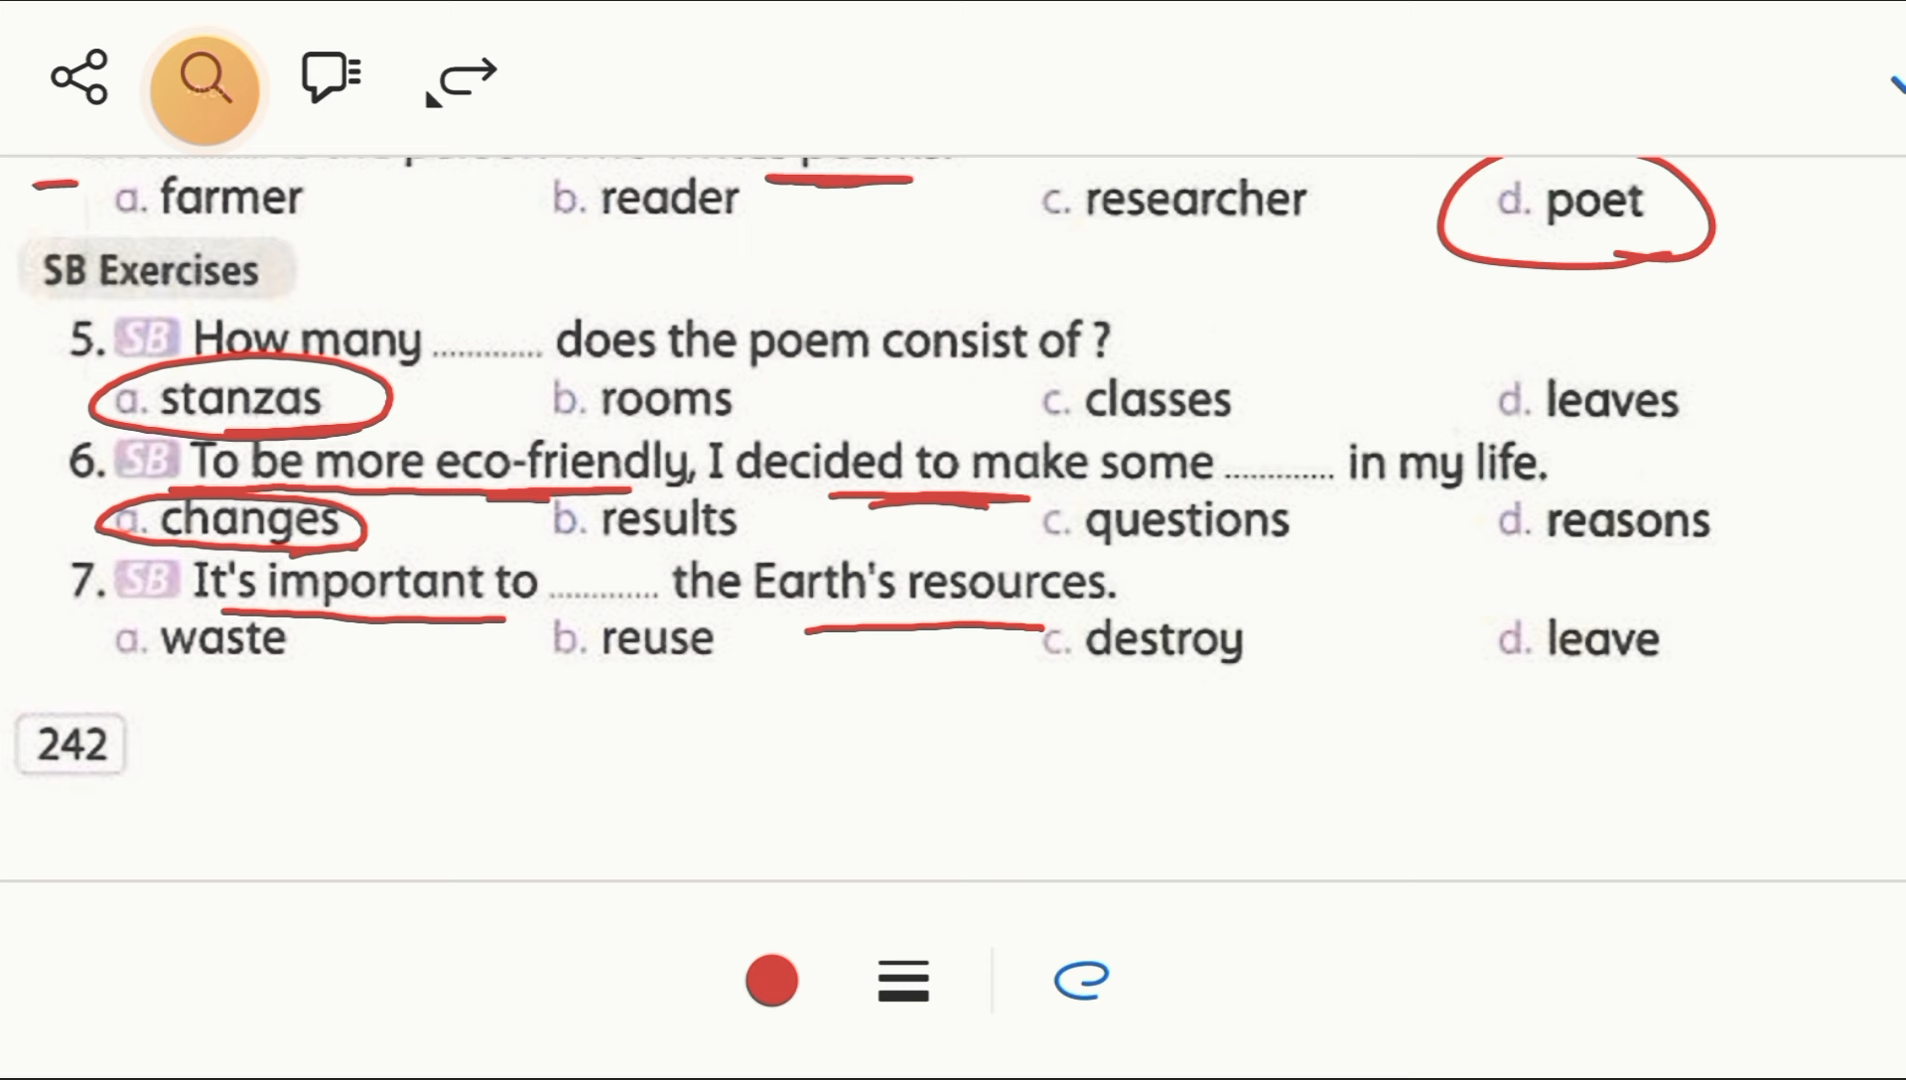 a. farmer b. reader c. researcher d. poet
SB Exercises
5. SB How many ............ does the poem consist of ?
a. stanzas b. rooms c. classes d. leaves
6. SB To be more eco-friendly, I decided to make some ............ in my life.
a. changes b. results c. questions d. reasons
7. SB It's important to ............ the Earth's resources.
a. waste b. reuse c. destroy d. leave
242